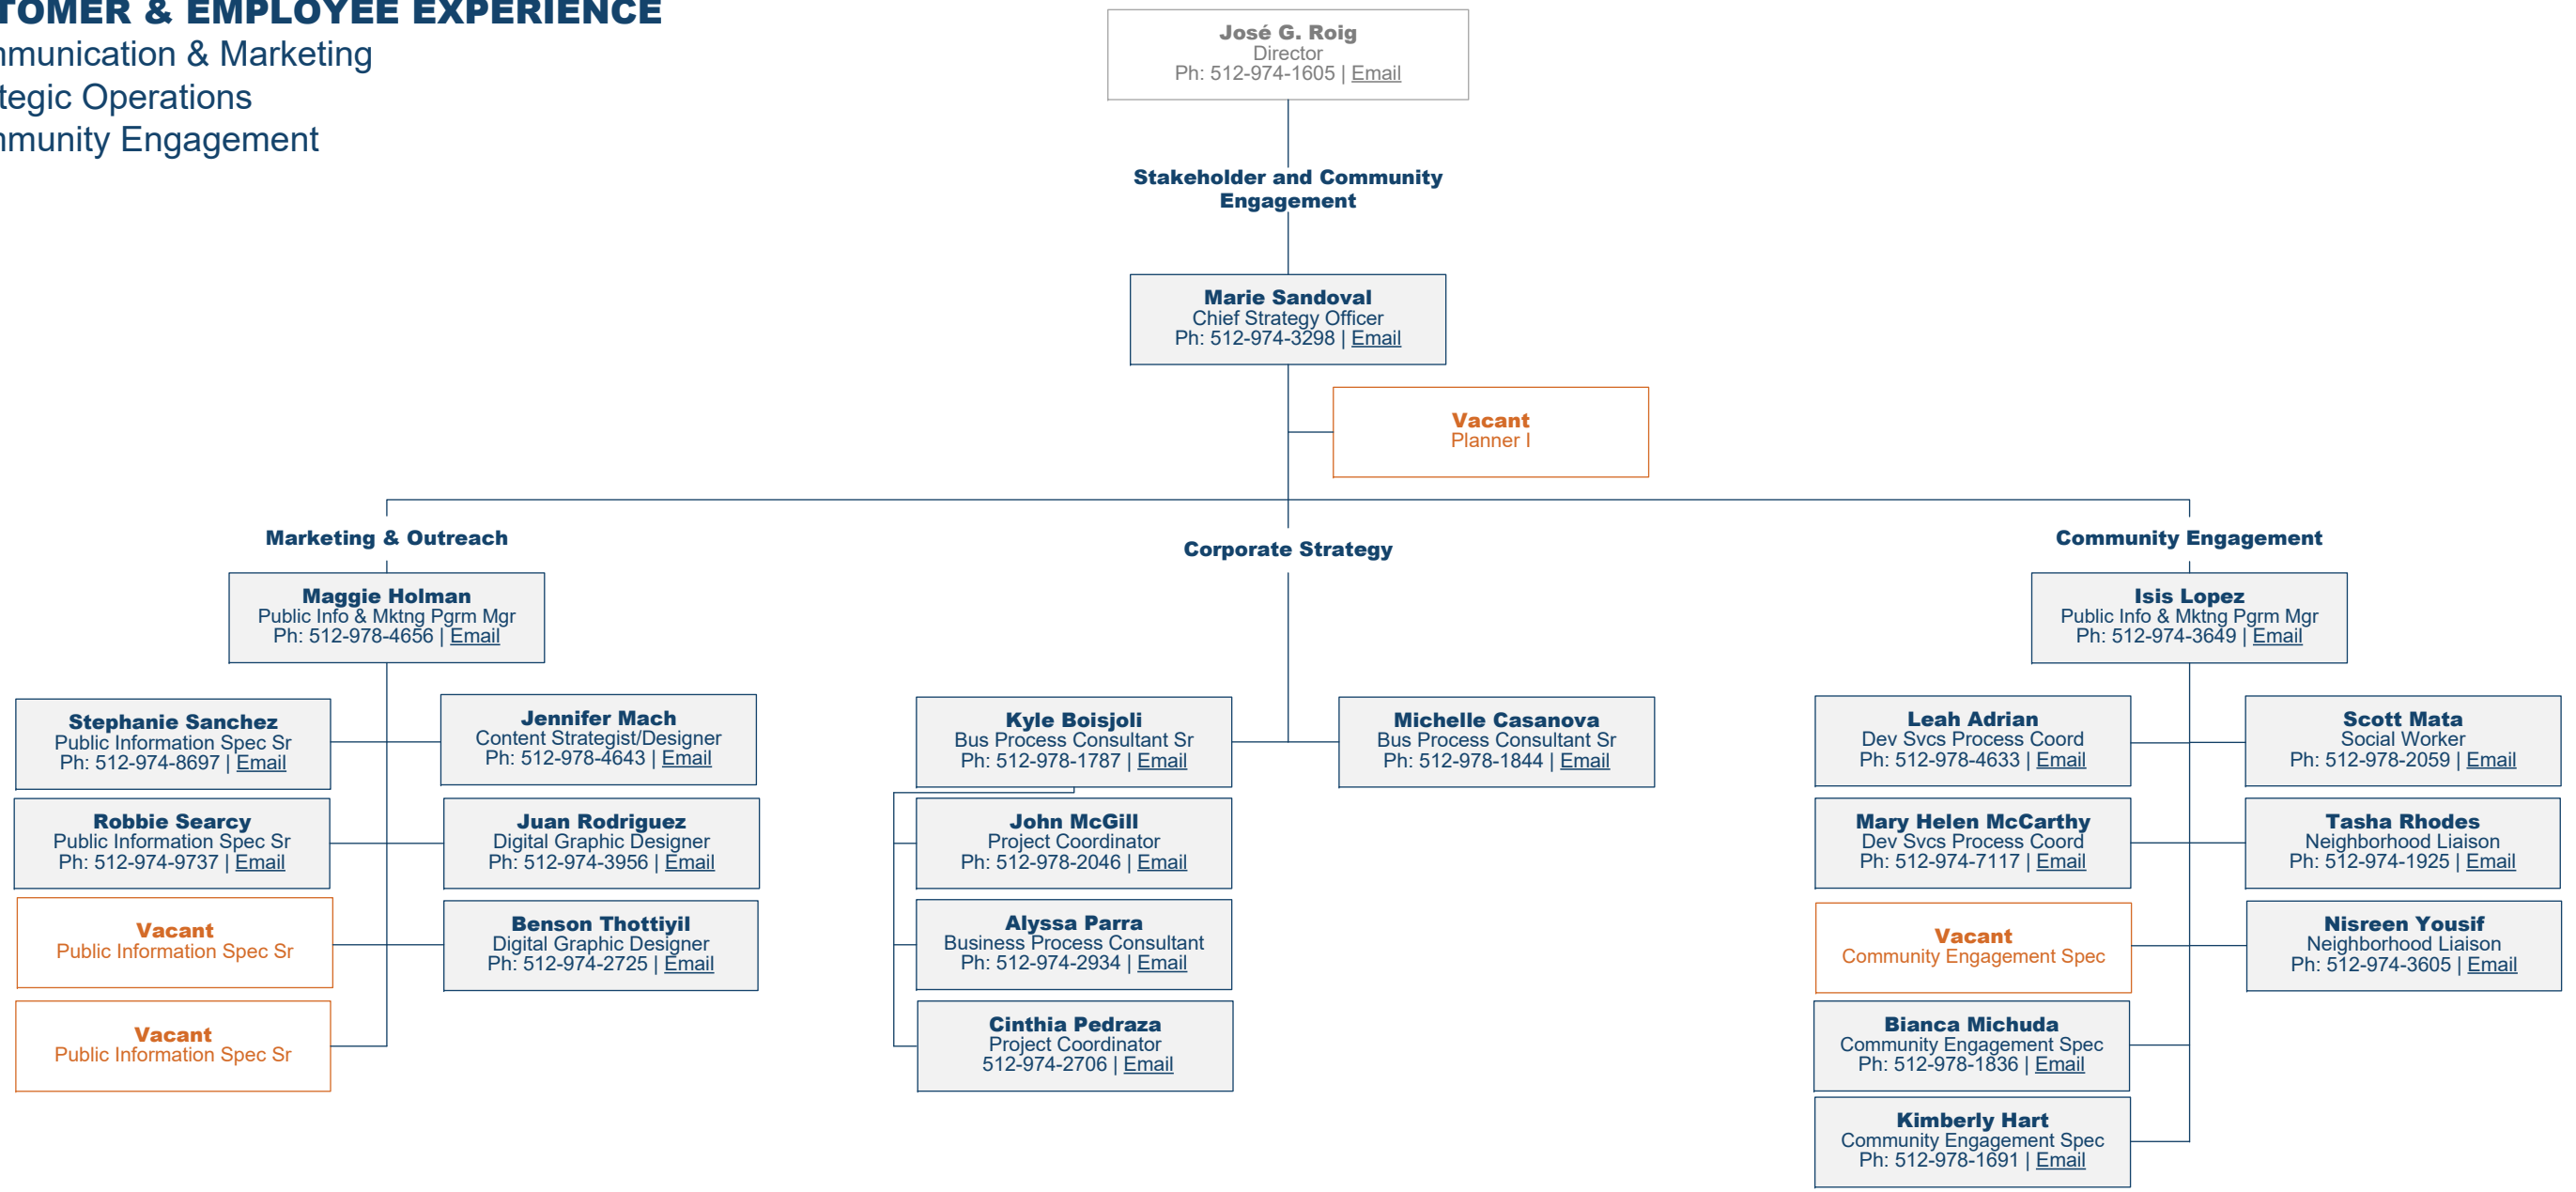 TOMER & EMPLOYEE EXPERIENCE
munication & Marketing
tegic Operations
munity Engagement
José G. Roig
Director
Ph: 512-974-1605 | Email
Stakeholder and Community
Engagement
Marie Sandoval
Chief Strategy Officer
Ph: 512-974-3298 | Email
Vacant
Planner I
Marketing & Outreach
Maggie Holman
Public Info & Mktng Pgrm Mgr
Ph: 512-978-4656 | Email
Stephanie Sanchez
Public Information Spec Sr
Ph: 512-974-8697 | Email
Robbie Searcy
Public Information Spec Sr
Ph: 512-974-9737 | Email
Vacant
Public Information Spec Sr
Vacant
Public Information Spec Sr
Jennifer Mach
Content Strategist/Designer
Ph: 512-978-4643 | Email
Juan Rodriguez
Digital Graphic Designer
Ph: 512-974-3956 | Email
Benson Thottiyil
Digital Graphic Designer
Ph: 512-974-2725 | Email
Corporate Strategy
Kyle Boisjoli
Bus Process Consultant Sr
Ph: 512-978-1787 | Email
John McGill
Project Coordinator
Ph: 512-978-2046 | Email
Alyssa Parra
Business Process Consultant
Ph: 512-974-2934 | Email
Cinthia Pedraza
Project Coordinator
512-974-2706 | Email
Michelle Casanova
Bus Process Consultant Sr
Ph: 512-978-1844 | Email
Community Engagement
Isis Lopez
Public Info & Mktng Pgrm Mgr
Ph: 512-974-3649 | Email
Leah Adrian
Dev Svcs Process Coord
Ph: 512-978-4633 | Email
Mary Helen McCarthy
Dev Svcs Process Coord
Ph: 512-974-7117 | Email
Vacant
Community Engagement Spec
Bianca Michuda
Community Engagement Spec
Ph: 512-978-1836 | Email
Kimberly Hart
Community Engagement Spec
Ph: 512-978-1691 | Email
Scott Mata
Social Worker
Ph: 512-978-2059 | Email
Tasha Rhodes
Neighborhood Liaison
Ph: 512-974-1925 | Email
Nisreen Yousif
Neighborhood Liaison
Ph: 512-974-3605 | Email